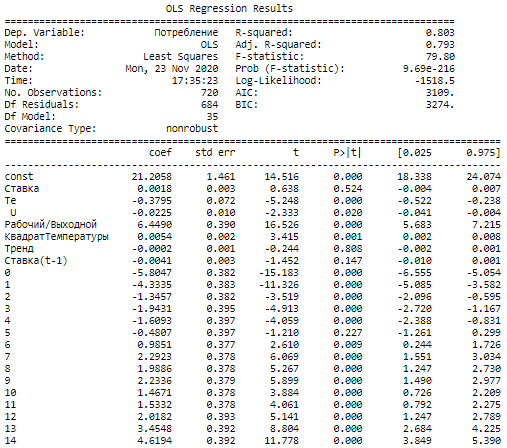 OLS Regression Results
==============================================================================
Dep. Variable: Потребление R-squared: 0.803
Model: OLS Adj. R-squared: 0.793
Method: Least Squares F-statistic: 79.80
Date: Mon, 23 Nov 2020 Prob (F-statistic): 9.69e-216
Time: 17:35:23 Log-Likelihood: -1518.5
No. Observations: 720 AIC: 3109.
Df Residuals: 684 BIC: 3274.
Df Model: 35
Covariance Type: nonrobust
==============================================================================
coef std err t P>|t| [0.025 0.975]
------------------------------------------------------------------------------
const 21.2058 1.461 14.516 0.000 18.338 24.074
Ставка 0.0018 0.003 0.638 0.524 -0.004 0.007
Te -0.3795 0.072 -5.248 0.000 -0.522 -0.238
U -0.0225 0.010 -2.333 0.020 -0.041 -0.004
Рабочий/Выходной 6.4490 0.390 16.526 0.000 5.683 7.215
КвадратТемпературы 0.0054 0.002 3.415 0.001 0.002 0.008
Тренд -0.0002 0.001 -0.244 0.808 -0.002 0.001
Ставка(t-1) -0.0041 0.003 -1.452 0.147 -0.010 0.001
0 -5.8047 0.382 -15.183 0.000 -6.555 -5.054
1 -4.3335 0.383 -11.326 0.000 -5.085 -3.582
2 -1.3457 0.382 -3.519 0.000 -2.096 -0.595
3 -1.9431 0.395 -4.913 0.000 -2.720 -1.167
4 -1.6093 0.397 -4.059 0.000 -2.388 -0.831
5 -0.4807 0.397 -1.210 0.227 -1.261 0.299
6 0.9851 0.377 2.610 0.009 0.244 1.726
7 2.2923 0.378 6.069 0.000 1.551 3.034
8 1.9886 0.378 5.267 0.000 1.247 2.730
9 2.2336 0.379 5.899 0.000 1.490 2.977
10 1.4671 0.378 3.884 0.000 0.726 2.209
11 1.5332 0.378 4.061 0.000 0.792 2.275
12 2.0182 0.393 5.141 0.000 1.247 2.789
13 3.4548 0.392 8.804 0.000 2.684 4.225
14 4.6194 0.392 11.778 0.000 3.849 5.390